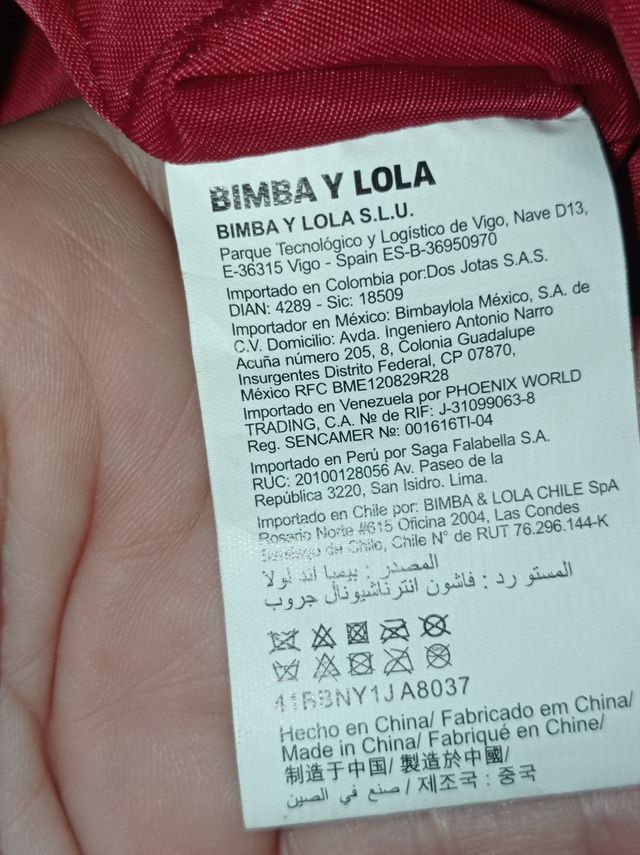 BIMBA Y LOLA
BIMBA Y LOLA S.L.U.
Parque Tecnológico y Logístico de Vigo, Nave D13,
E-36315 Vigo - Spain ES-B-36950970
Importado en Colombia por:Dos Jotas S.A.S.
DIAN: 4289 - Sic: 18509
Importador en México: Bimbaylola México, S.A. de
C.V. Domicilio: Avda. Ingeniero Antonio Narro
Acuña número 205, 8, Colonia Guadalupe
Insurgentes Distrito Federal, CP 07870,
México RFC BME120829R28
Importado en Venezuela por PHOENIX WORLD
TRADING, C.A. Nº de RIF: J-31099063-8
Reg. SENCAMER Nº: 001616TI-04
Importado en Perú por Saga Falabella S.A.
RUC: 20100128056 Av. Paseo de la
República 3220, San Isidro. Lima.
Importado en Chile por: BIMBA & LOLA CHILE SpA
Rosario Norte #615 Oficina 2004, Las Condes
Santiago de Chile, Chile N° de RUT 76.296.144-K
المصدر : بيمبا اند لولا
المستو رد : فاشون انترناشيونال جروب
41BBNY1JA8037
Hecho en China/ Fabricado em China/
Made in China/ Fabriqué en Chine/
制造于中国/ 製造於中國/
صنع في الصين / 제조국 : 중국